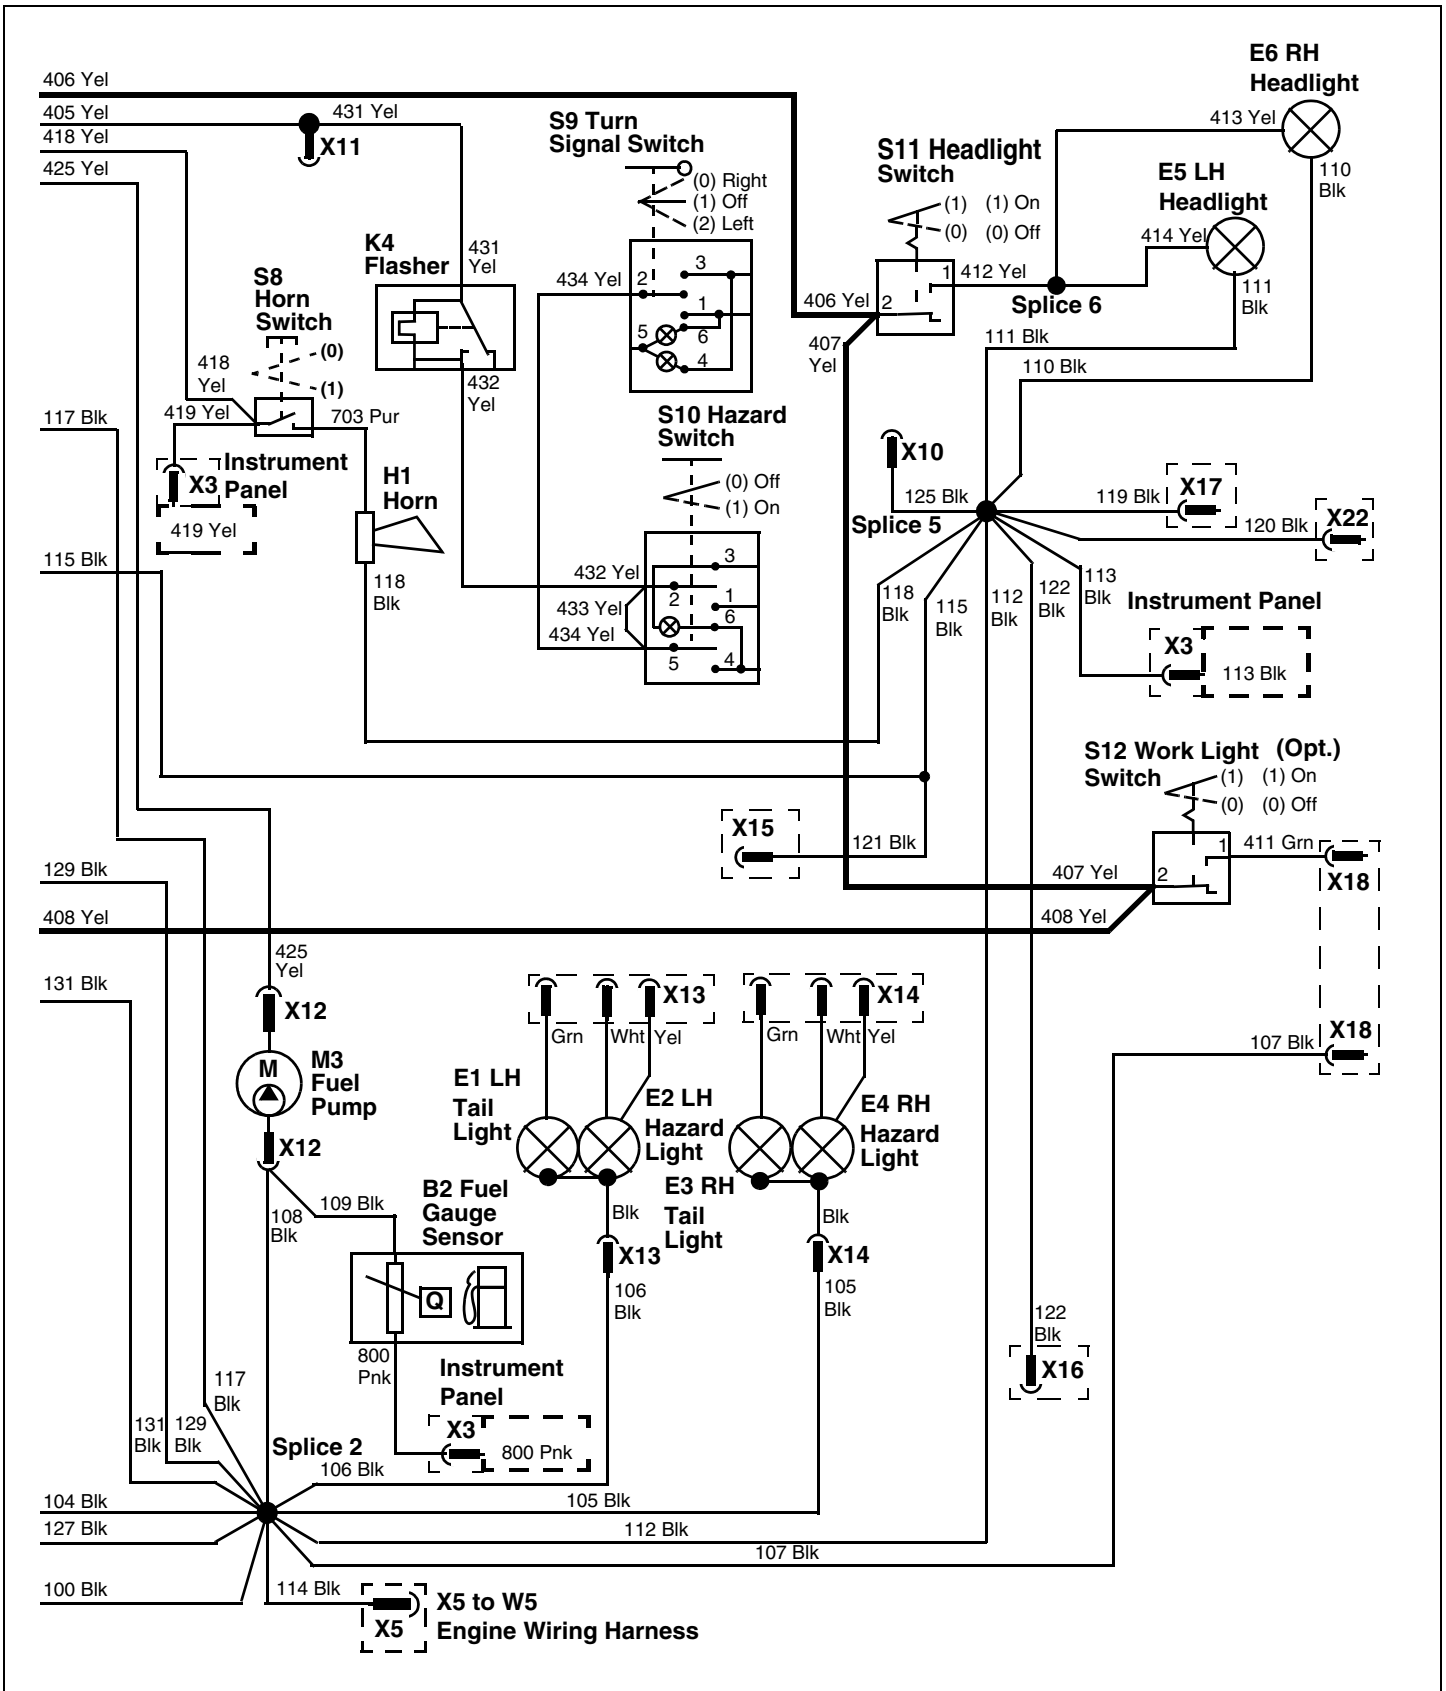 E6 RH
Headlight
406 Yel
405 Yel
431 Yel
418 Yel
X11
425 Yel
S9 Turn
Signal Switch
(0) Right
(1) Off
(2) Left
S11 Headlight
Switch
(1) (1) On
(0) (0) Off
413 Yel
110
Blk
E5 LH
Headlight
414 Yel
111
Blk
K4
Flasher
431
Yel
434 Yel
2
3
1
5
6
4
406 Yel
2
1
412 Yel
Splice 6
407
Yel
111 Blk
110 Blk
S8
Horn
Switch
(0)
(1)
418
Yel
419 Yel
703 Pur
432
Yel
117 Blk
Instrument
Panel
X3
419 Yel
H1
Horn
S10 Hazard
Switch
(0) Off
(1) On
X10
125 Blk
Splice 5
119 Blk
X17
120 Blk
X22
115 Blk
118
Blk
432 Yel
433 Yel
434 Yel
3
2
1
6
5
4
118
Blk
115
Blk
112
Blk
122
Blk
113
Blk
Instrument Panel
X3
113 Blk
S12 Work Light (Opt.)
Switch
(1) (1) On
(0) (0) Off
X15
121 Blk
1
411 Grn
2
407 Yel
X18
129 Blk
408 Yel
408 Yel
425
Yel
131 Blk
X12
X13
X14
Grn
Wht
Yel
Grn
Wht
Yel
107 Blk
X18
M
M3
Fuel
Pump
E1 LH
Tail
Light
E2 LH
Hazard
Light
E4 RH
Hazard
Light
X12
E3 RH
Tail
Light
109 Blk
108
Blk
B2 Fuel
Gauge
Sensor
Blk
X13
Blk
X14
Q
106
Blk
105
Blk
122
Blk
X16
800
Pnk
Instrument
Panel
X3
800 Pnk
117
Blk
131
Blk
129
Blk
Splice 2
106 Blk
104 Blk
105 Blk
127 Blk
112 Blk
107 Blk
100 Blk
114 Blk
X5
X5 to W5
Engine Wiring Harness